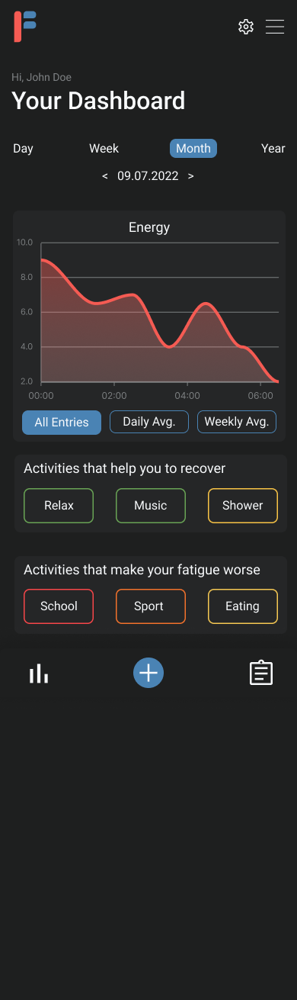 Hi, John Doe
Your Dashboard
Day Week Month Year
< 09.07.2022 >
Energy
10.0
8.0
6.0
4.0
2.0
00:00 02:00 04:00 06:00
All Entries Daily Avg. Weekly Avg.
Activities that help you to recover
Relax Music Shower
Activities that make your fatigue worse
School Sport Eating